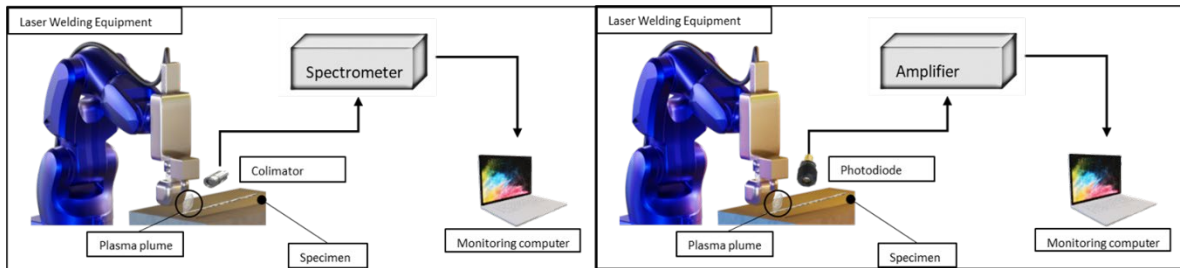 Laser Welding Equipment
Spectrometer
Colimator
Plasma plume
Specimen
Monitoring computer
Laser Welding Equipment
Amplifier
Photodiode
Plasma plume
Specimen
Monitoring computer